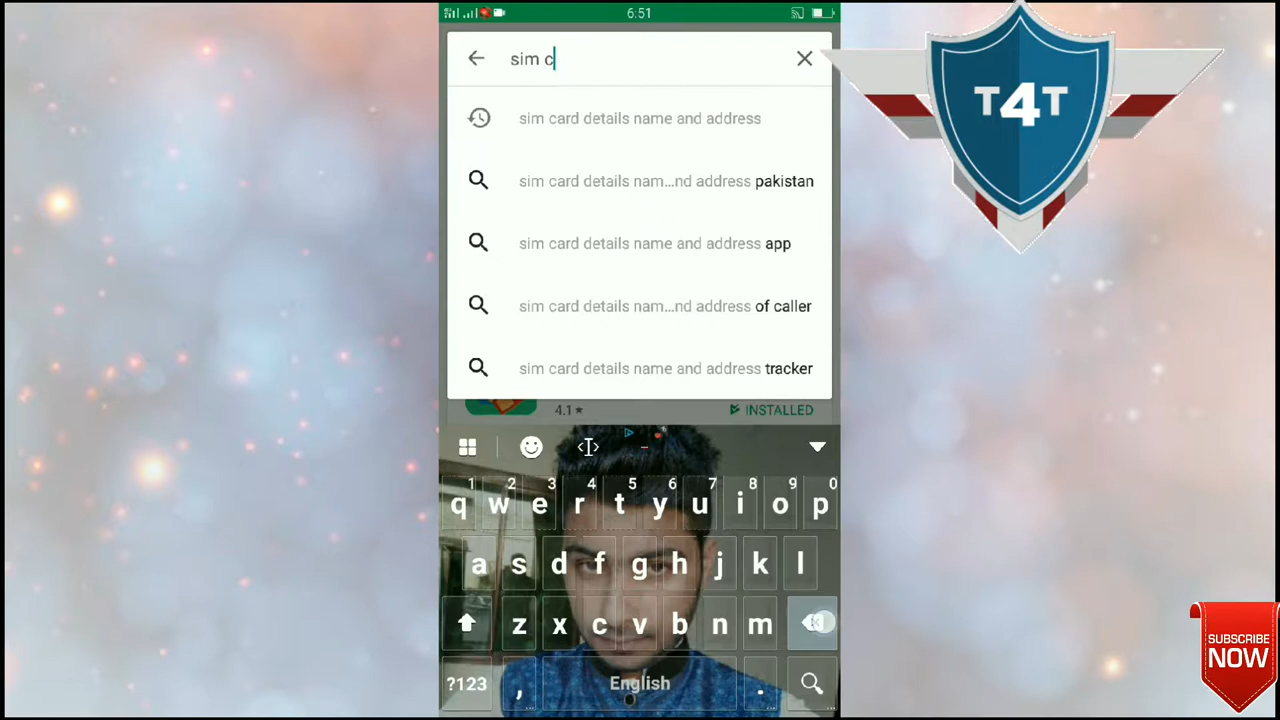 6:51
sim c
sim card details name and address
sim card details nam...nd address pakistan
sim card details name and address app
sim card details nam...nd address of caller
sim card details name and address tracker
4.1★ INSTALLED
1 2 3 4 5 6 7 8 9 0
q w e r t y u i o p
a s d f g h j k l
z x c v b n m
?123 , English .
T4T
SUBSCRIBE
NOW